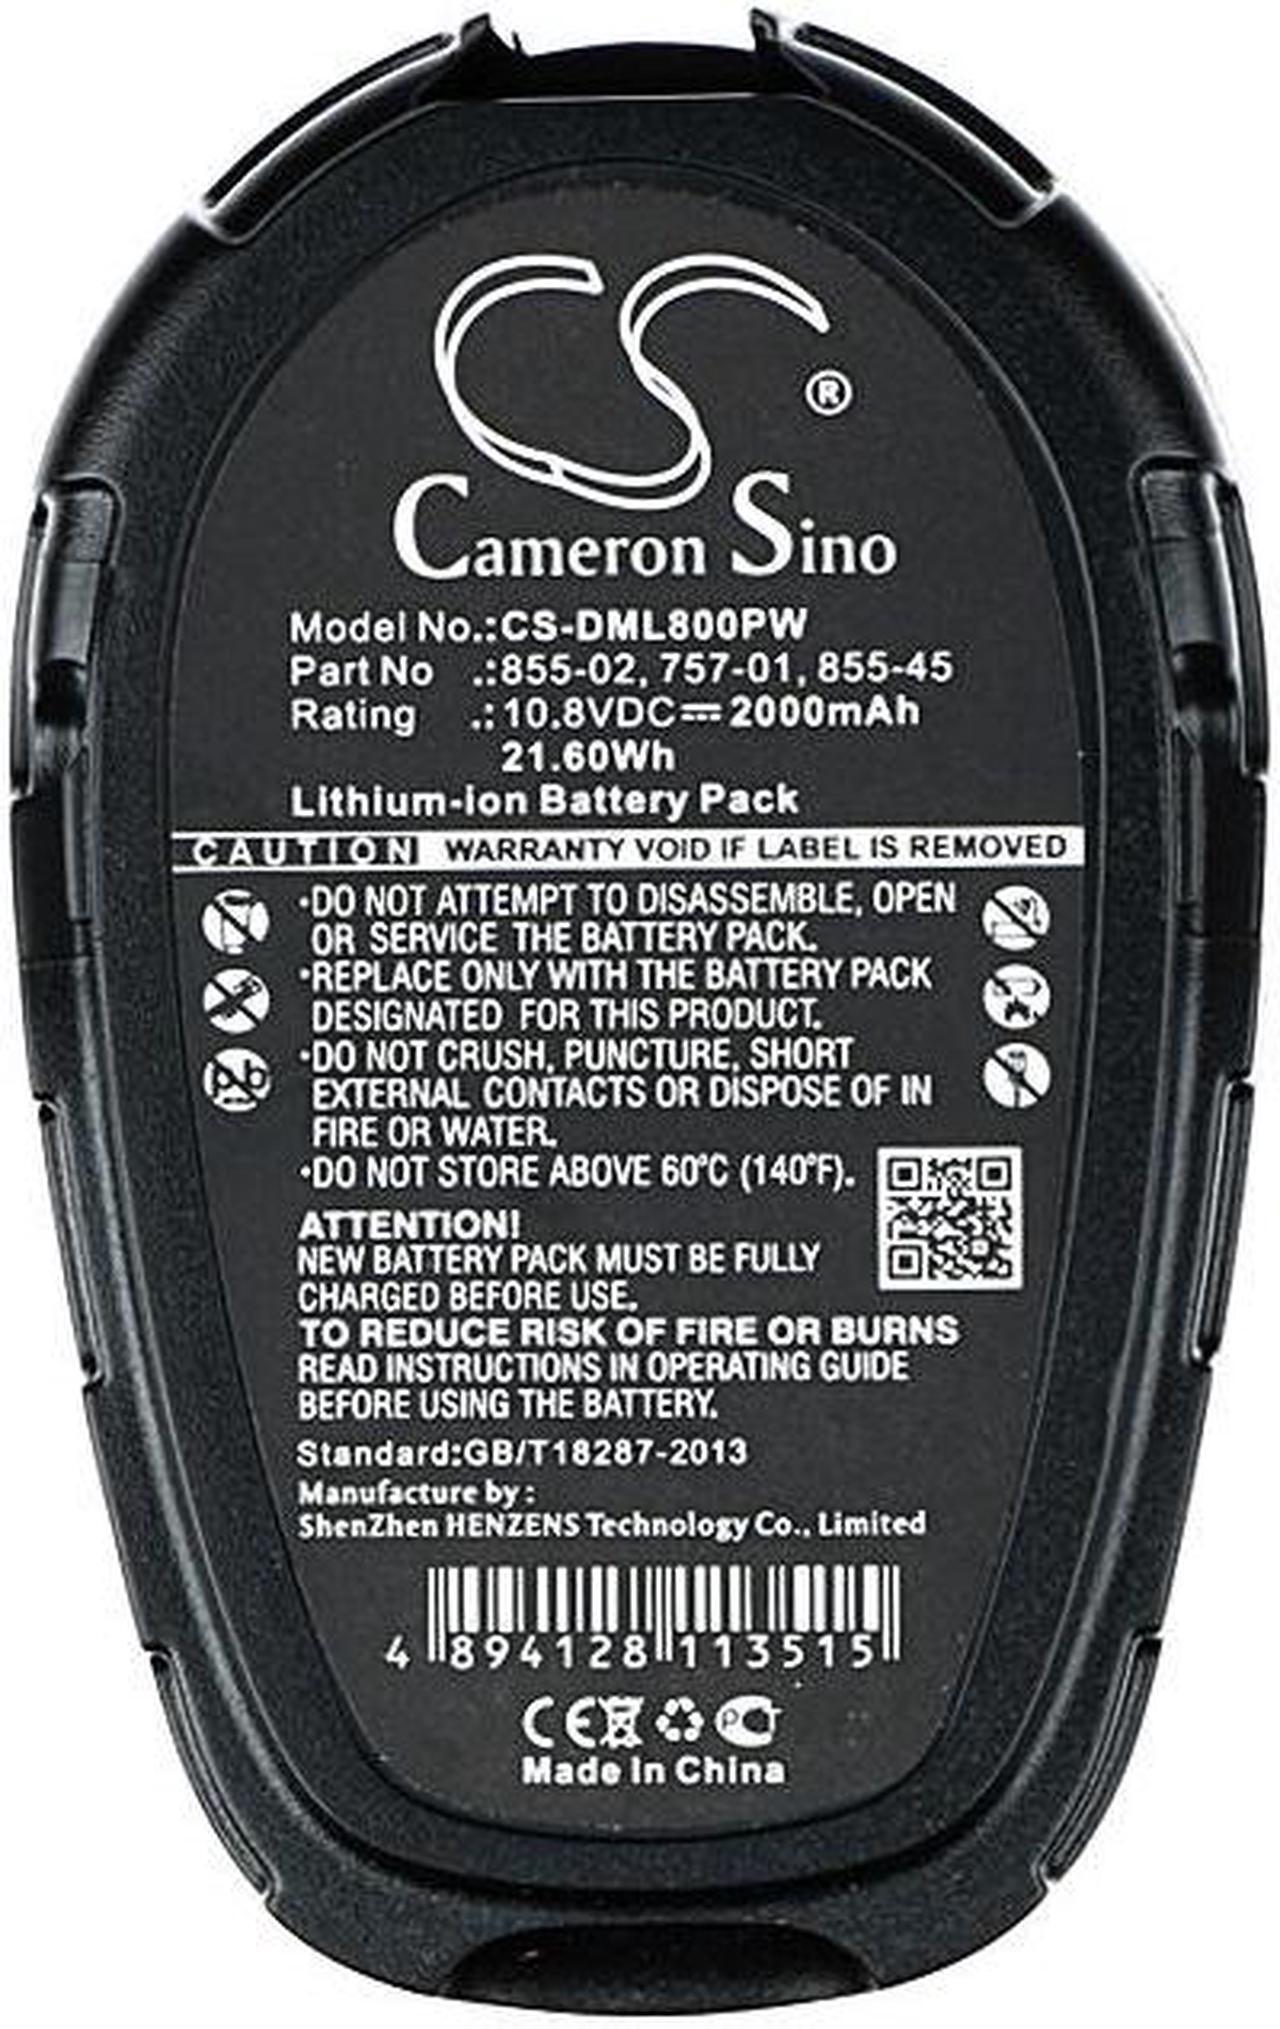 CS ®
Cameron Sino
Model No.:CS-DML800PW
Part No .:855-02, 757-01, 855-45
Rating .: 10.8VDC⎓2000mAh
21.60Wh
Lithium-ion Battery Pack
CAUTION WARRANTY VOID IF LABEL IS REMOVED
•DO NOT ATTEMPT TO DISASSEMBLE, OPEN
OR SERVICE THE BATTERY PACK.
•REPLACE ONLY WITH THE BATTERY PACK
DESIGNATED FOR THIS PRODUCT.
•DO NOT CRUSH, PUNCTURE, SHORT
EXTERNAL CONTACTS OR DISPOSE OF IN
FIRE OR WATER.
•DO NOT STORE ABOVE 60°C (140°F).
pb
ATTENTION!
NEW BATTERY PACK MUST BE FULLY
CHARGED BEFORE USE.
TO REDUCE RISK OF FIRE OR BURNS
READ INSTRUCTIONS IN OPERATING GUIDE
BEFORE USING THE BATTERY.
Standard:GB/T18287-2013
Manufacture by :
ShenZhen HENZENS Technology Co., Limited
4 894128 113515
CE PC
Made In China